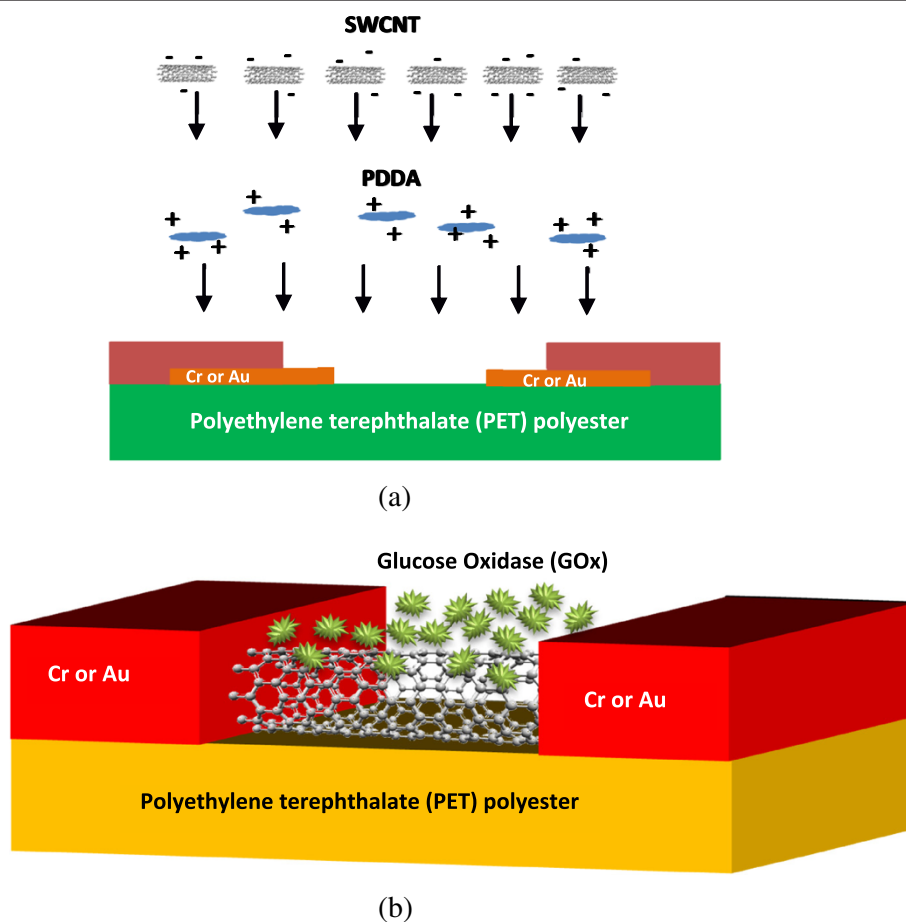 SWCNT
PDDA
Cr or Au
Cr or Au
Polyethylene terephthalate (PET) polyester
(a)
Glucose Oxidase (GOx)
Cr or Au
Cr or Au
Polyethylene terephthalate (PET) polyester
(b)